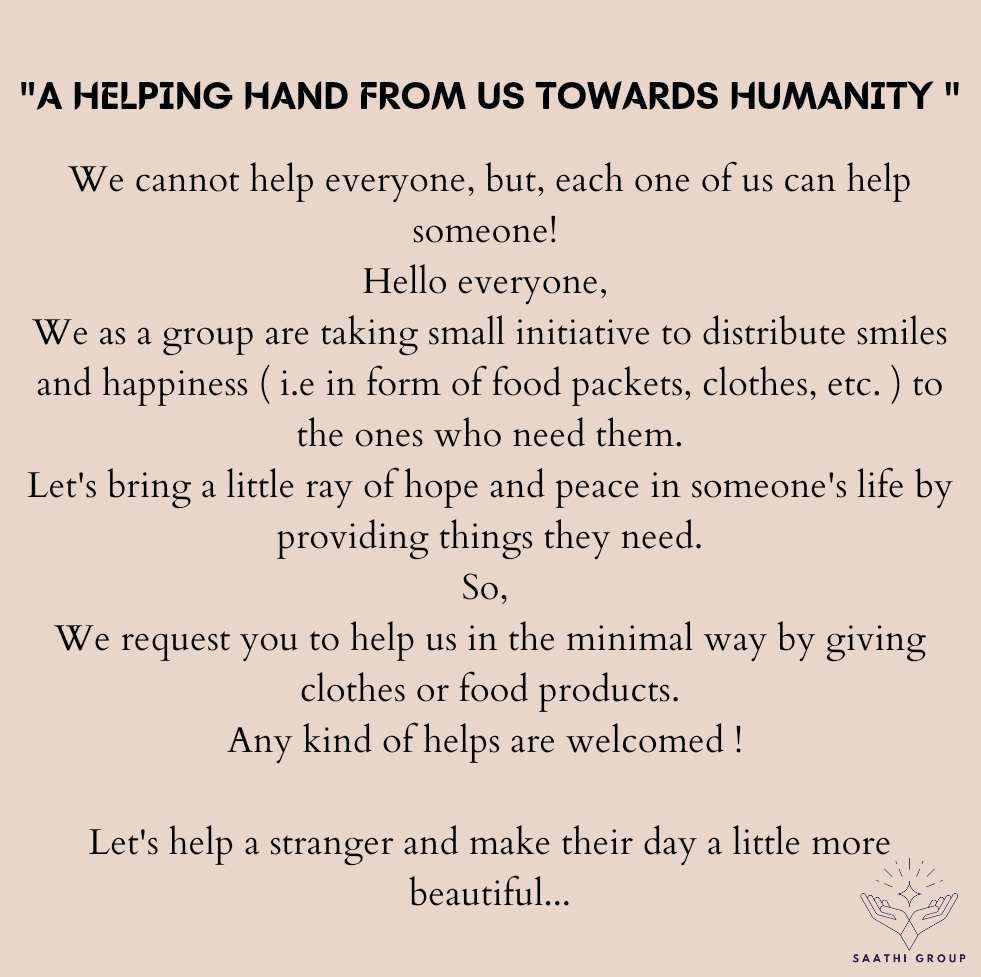 "A HELPING HAND FROM US TOWARDS HUMANITY "
We cannot help everyone, but, each one of us can help
someone!
Hello everyone,
We as a group are taking small initiative to distribute smiles
and happiness ( i.e in form of food packets, clothes, etc. ) to
the ones who need them.
Let's bring a little ray of hope and peace in someone's life by
providing things they need.
So,
We request you to help us in the minimal way by giving
clothes or food products.
Any kind of helps are welcomed !
Let's help a stranger and make their day a little more
beautiful...
SAATHI GROUP